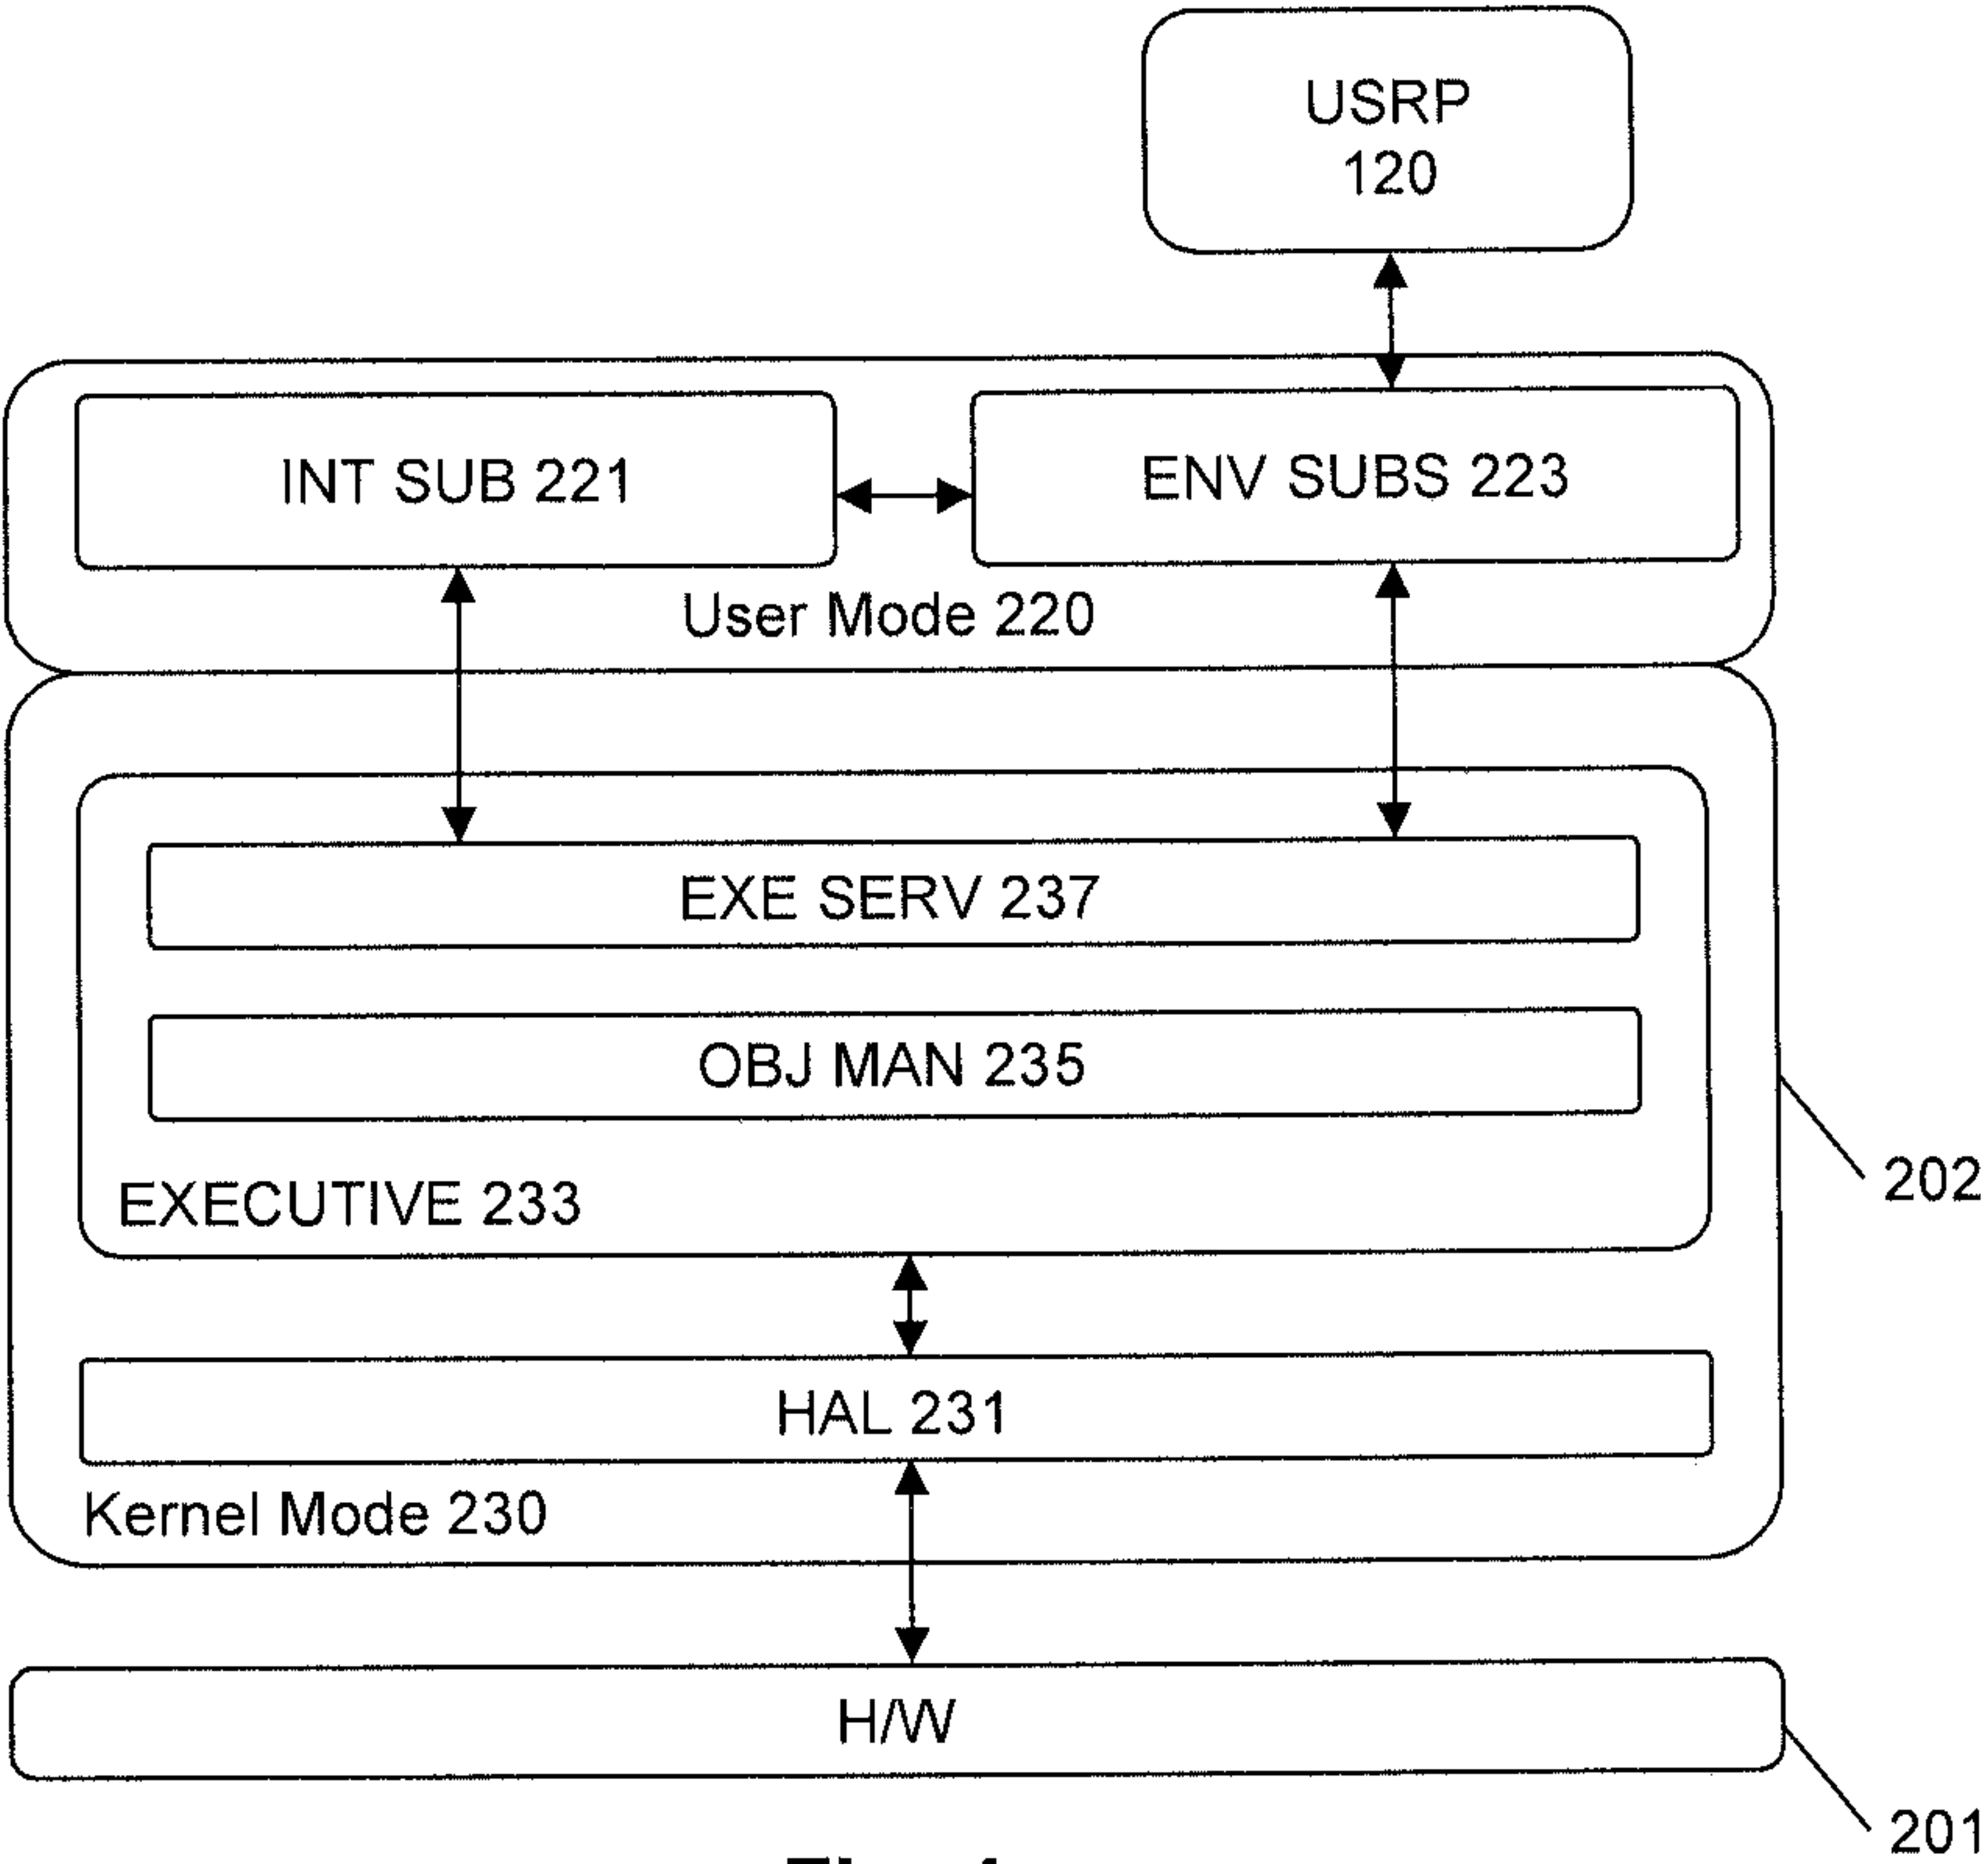 USRP
120
INT SUB 221
ENV SUBS 223
User Mode 220
EXE SERV 237
OBJ MAN 235
202
EXECUTIVE 233
HAL 231
Kernel Mode 230
H/W
201